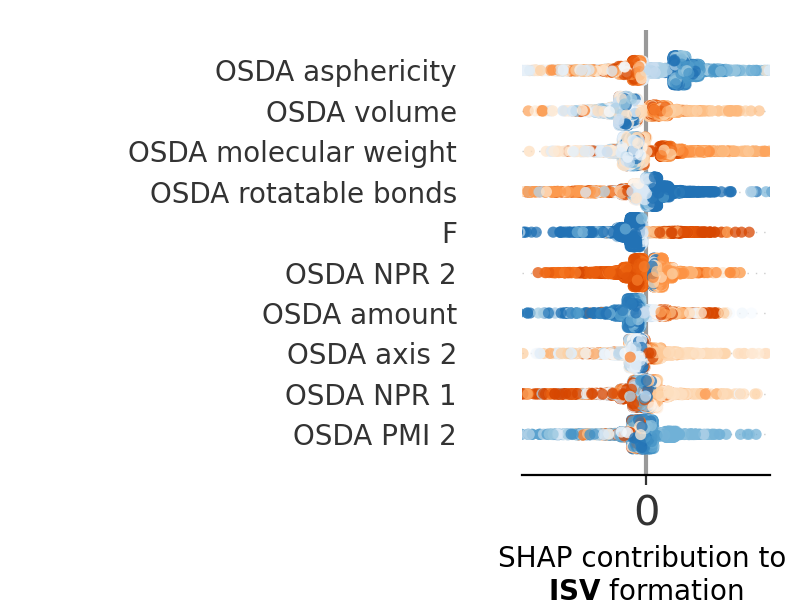 OSDA asphericity
OSDA volume
OSDA molecular weight
OSDA rotatable bonds
F
OSDA NPR 2
OSDA amount
OSDA axis 2
OSDA NPR 1
OSDA PMI 2
0
SHAP contribution to
ISV formation